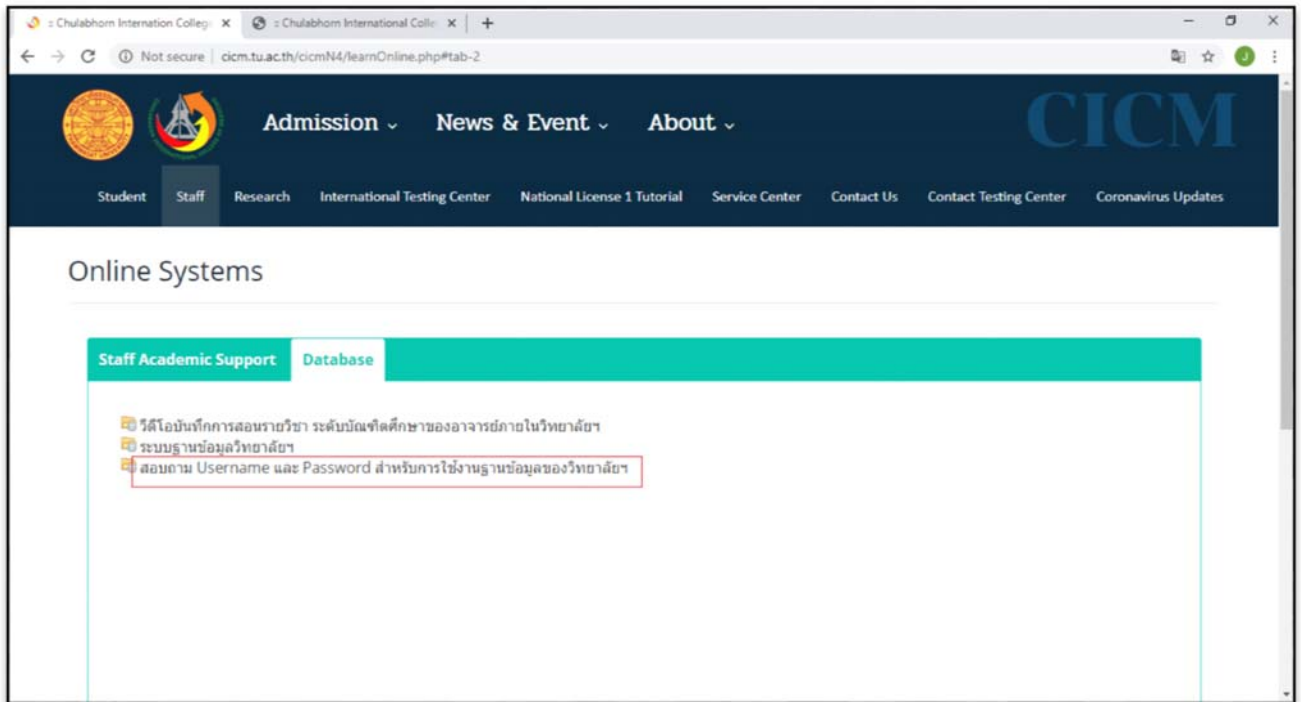 : Chulabhorn Internation College
: Chulabhorn International Colle
Not secure | cicm.tu.ac.th/cicmN4/learnOnline.php#tab-2
J
Admission News & Event About CICM
Student Staff Research International Testing Center National License 1 Tutorial Service Center Contact Us Contact Testing Center Coronavirus Updates
Online Systems
Staff Academic Support Database
วีดีโอบันทึกการสอนรายวิชา ระดับบัณฑิตศึกษาของอาจารย์ภายในวิทยาลัยฯ
ระบบฐานข้อมูลวิทยาลัยฯ
สอบถาม Username และ Password สำหรับการใช้งานฐานข้อมูลของวิทยาลัยฯ